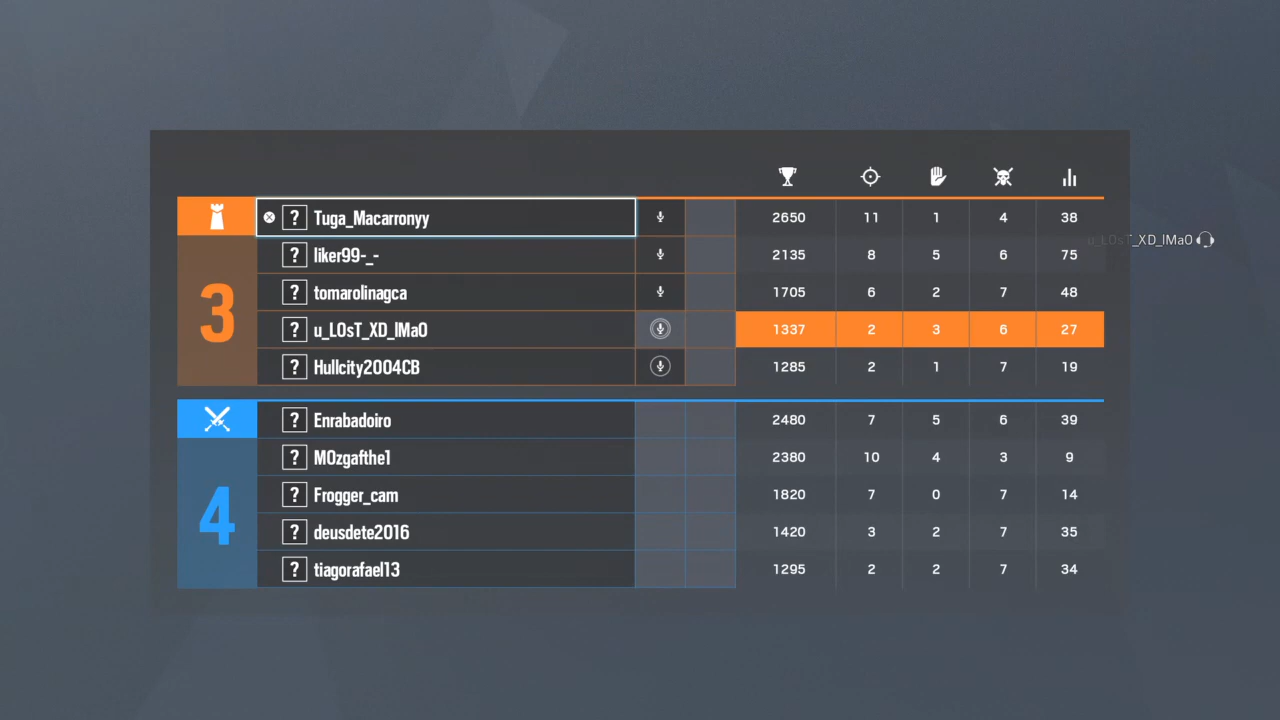 ? Tuga_Macarronyy 2650 11 1 4 38
u_LOsT_XD_lMaO
? liker99-_- 2135 8 5 6 75
? tomarolinagca 1705 6 2 7 48
3
? u_LOsT_XD_lMaO 1337 2 3 6 27
? Hullcity2004CB 1285 2 1 7 19
? Enrabadoiro 2480 7 5 6 39
? MOzgafthe1 2380 10 4 3 9
? Frogger_cam 1820 7 0 7 14
4
? deusdete2016 1420 3 2 7 35
? tiagorafael13 1295 2 2 7 34